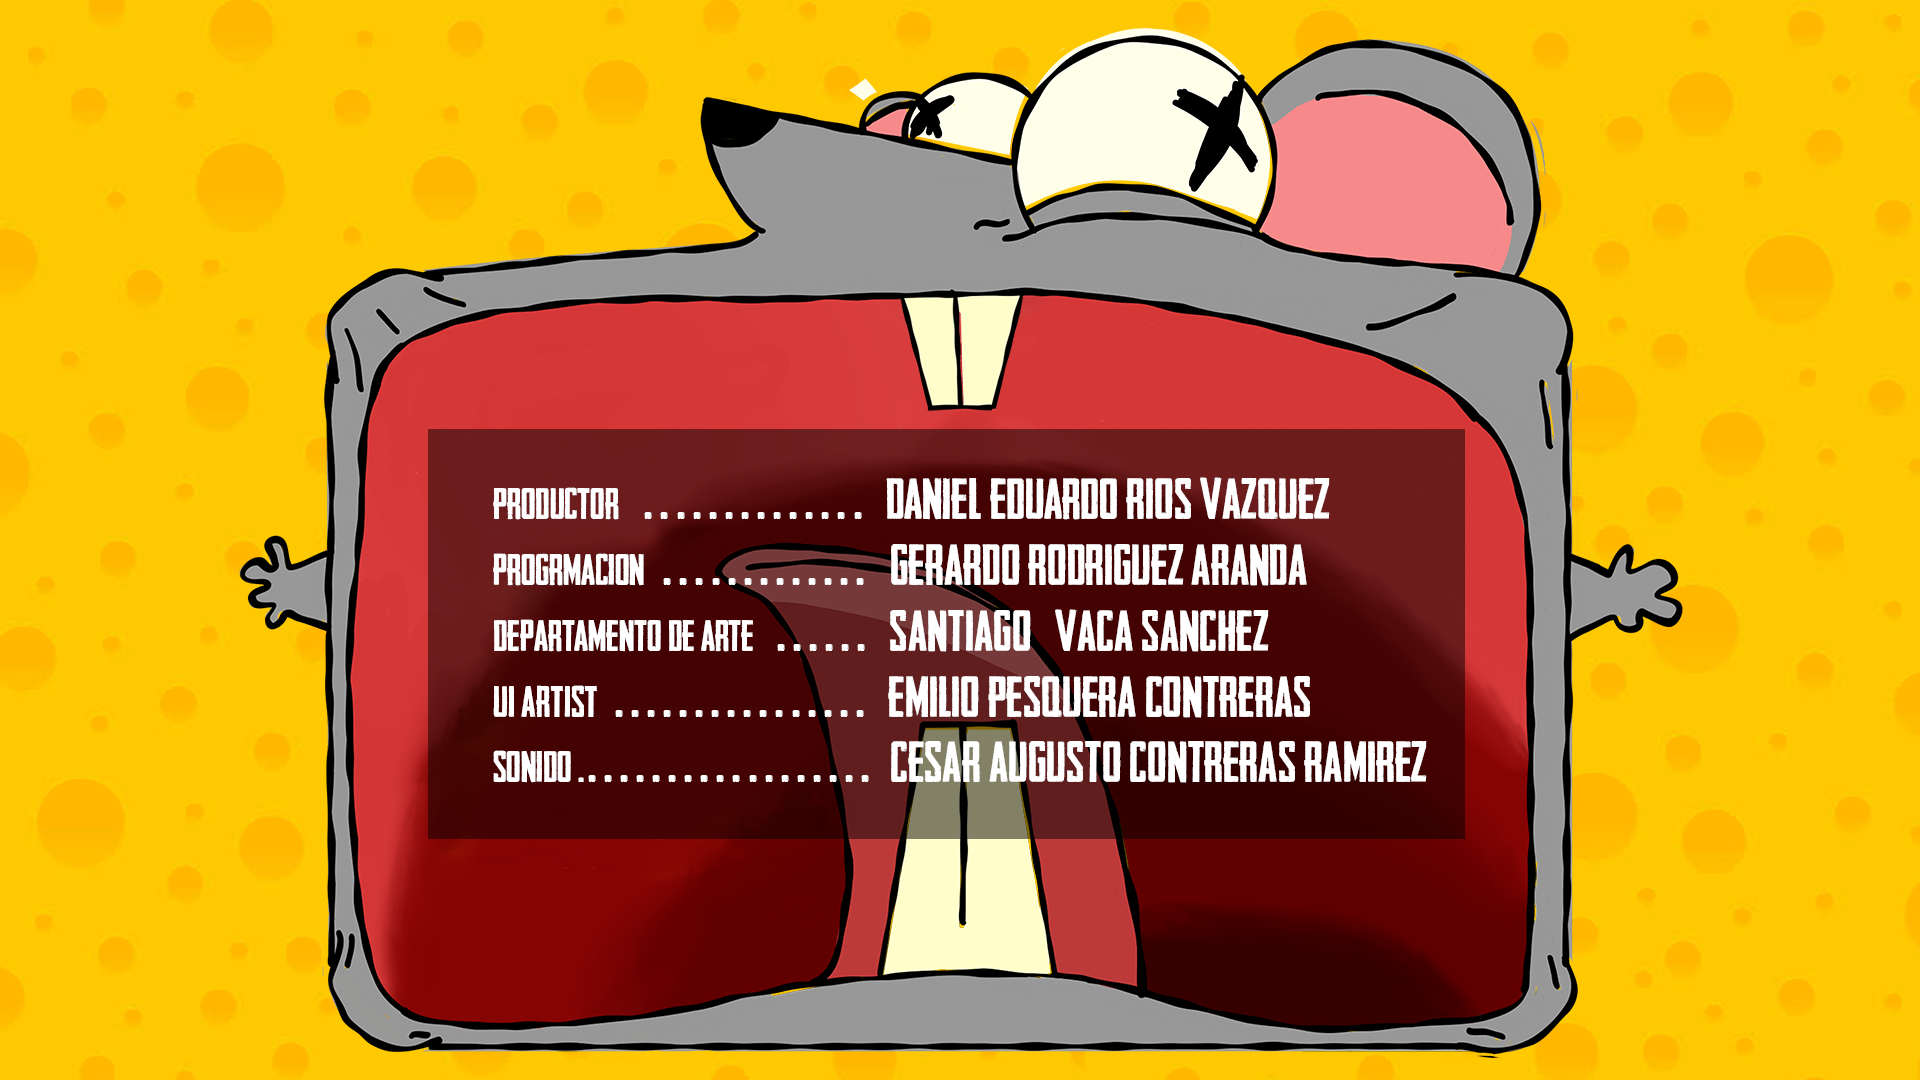 PRODUCTOR .............. DANIEL EDUARDO RIOS VAZQUEZ
PROGRMACION ............. GERARDO RODRIGUEZ ARANDA
DEPARTAMENTO DE ARTE ...... SANTIAGO VACA SANCHEZ
UI ARTIST ................ EMILIO PESQUERA CONTRERAS
SONIDO ................... CESAR AUGUSTO CONTRERAS RAMIREZ